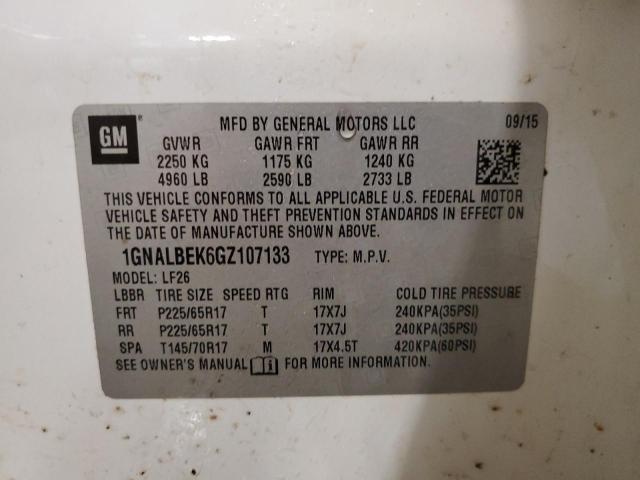 GM MFD BY GENERAL MOTORS LLC 09/15
GVWR GAWR FRT GAWR RR
2250 KG 1175 KG 1240 KG
4960 LB 2590 LB 2733 LB
THIS VEHICLE CONFORMS TO ALL APPLICABLE U.S. FEDERAL MOTOR
VEHICLE SAFETY AND THEFT PREVENTION STANDARDS IN EFFECT ON
THE DATE OF MANUFACTURE SHOWN ABOVE.
1GNALBEK6GZ107133 TYPE: M.P.V.
MODEL: LF26
LBBR TIRE SIZE SPEED RTG RIM COLD TIRE PRESSURE
FRT P225/65R17 T 17X7J 240KPA(35PSI)
RR P225/65R17 T 17X7J 240KPA(35PSI)
SPA T145/70R17 M 17X4.5T 420KPA(60PSI)
SEE OWNER'S MANUAL FOR MORE INFORMATION.